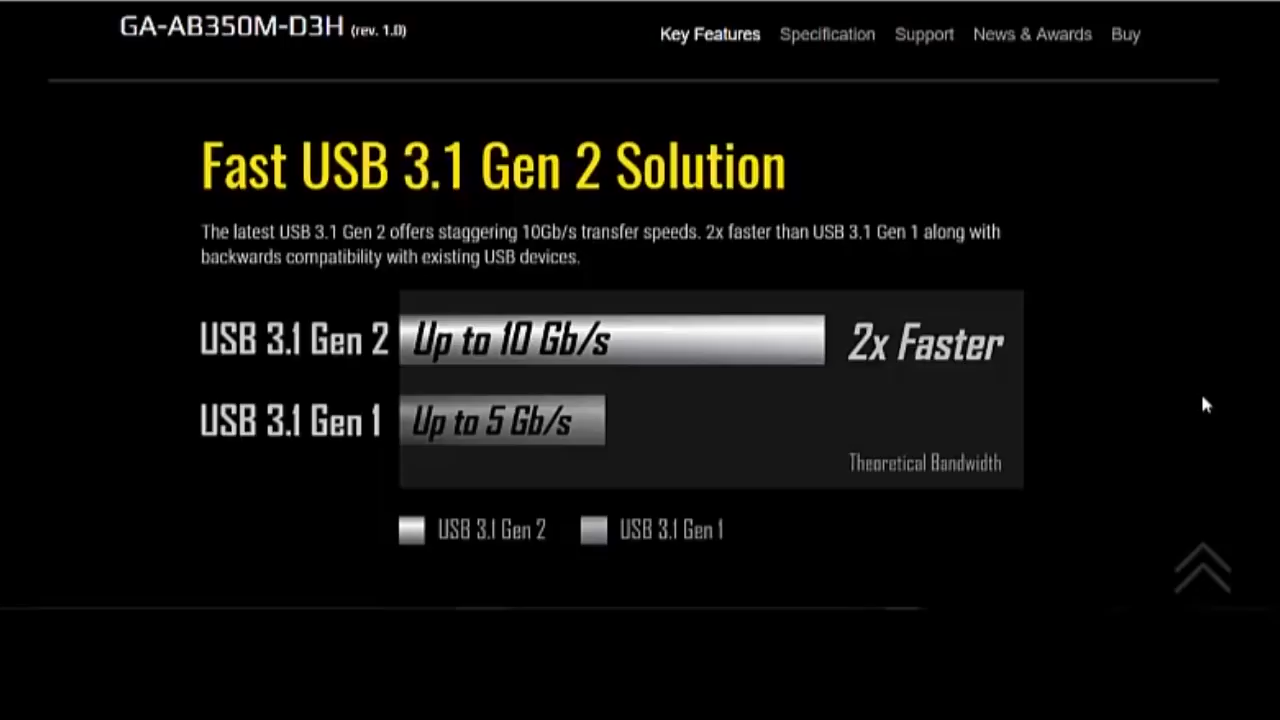 GA-AB350M-D3H (rev. 1.0)
Key Features Specification Support News & Awards Buy
Fast USB 3.1 Gen 2 Solution
The latest USB 3.1 Gen 2 offers staggering 10Gb/s transfer speeds. 2x faster than USB 3.1 Gen 1 along with
backwards compatibility with existing USB devices.
USB 3.1 Gen 2 Up to 10 Gb/s 2x Faster
USB 3.1 Gen 1 Up to 5 Gb/s
Theoretical Bandwidth
USB 3.1 Gen 2 USB 3.1 Gen 1